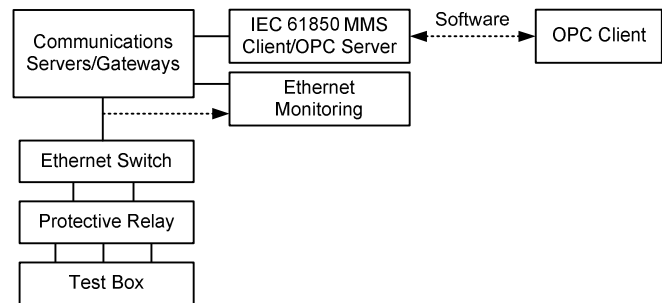 Communications
Servers/Gateways
IEC 61850 MMS
Client/OPC Server
Software
OPC Client
Ethernet
Monitoring
Ethernet Switch
Protective Relay
Test Box